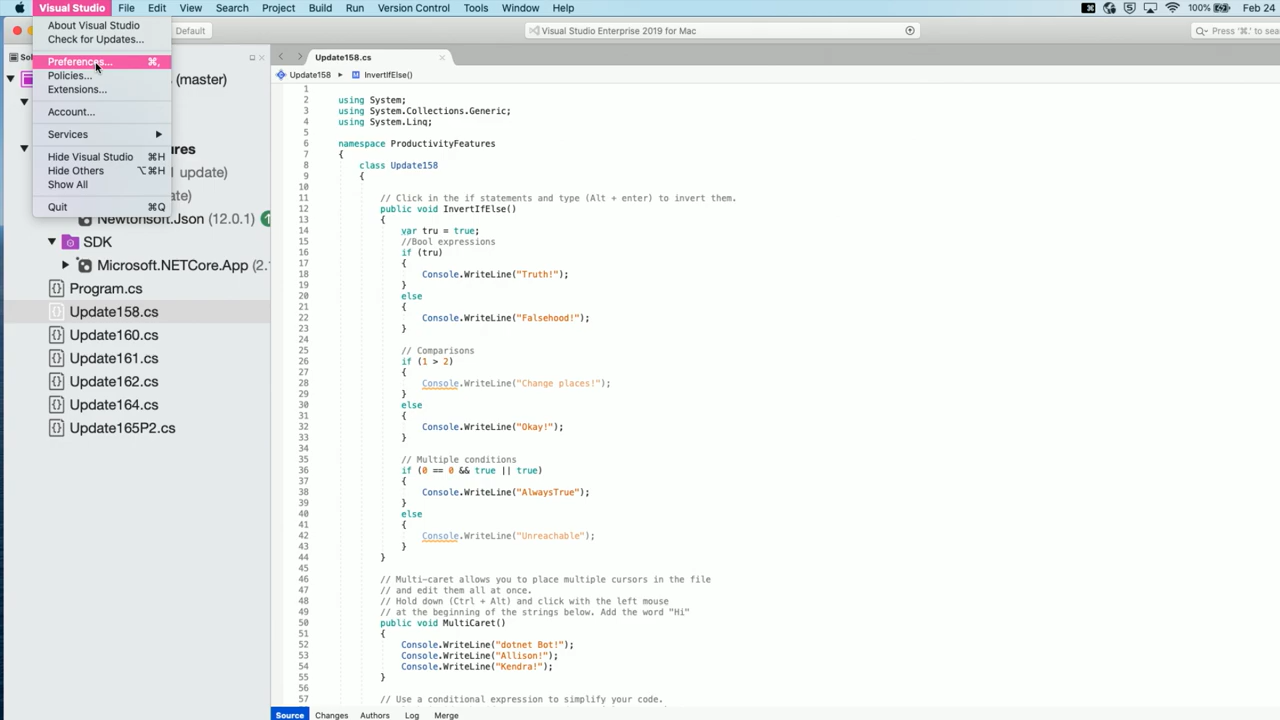 Visual Studio File Edit View Search Project Build Run Version Control Tools Window Help 100% Feb 24
About Visual Studio
Check for Updates...
Preferences... ⌘,
Policies...
Extensions...
Account...
Services
Hide Visual Studio ⌘H
Hide Others ⌥⌘H
Show All
Quit ⌘Q
Default
Visual Studio Enterprise 2019 for Mac
Press '⌘.' to sea
Sol
(master)
ures
update)
ate)
Newtonsoft.Json (12.0.1)
SDK
Microsoft.NETCore.App (2.
Program.cs
Update158.cs
Update160.cs
Update161.cs
Update162.cs
Update164.cs
Update165P2.cs
Update158.cs
Update158 InvertIfElse()
1
2 using System;
3 using System.Collections.Generic;
4 using System.Linq;
5
6 namespace ProductivityFeatures
7 {
8 class Update158
9 {
10
11 // Click in the if statements and type (Alt + enter) to invert them.
12 public void InvertIfElse()
13 {
14 var tru = true;
15 //Bool expressions
16 if (tru)
17 {
18 Console.WriteLine("Truth!");
19 }
20 else
21 {
22 Console.WriteLine("Falsehood!");
23 }
24
25 // Comparisons
26 if (1 > 2)
27 {
28 Console.WriteLine("Change places!");
29 }
30 else
31 {
32 Console.WriteLine("Okay!");
33 }
34
35 // Multiple conditions
36 if (0 == 0 && true || true)
37 {
38 Console.WriteLine("AlwaysTrue");
39 }
40 else
41 {
42 Console.WriteLine("Unreachable");
43 }
44 }
45
46 // Multi-caret allows you to place multiple cursors in the file
47 // and edit them all at once.
48 // Hold down (Ctrl + Alt) and click with the left mouse
49 // at the beginning of the strings below. Add the word "Hi"
50 public void MultiCaret()
51 {
52 Console.WriteLine("dotnet Bot!");
53 Console.WriteLine("Allison!");
54 Console.WriteLine("Kendra!");
55 }
56
57 // Use a conditional expression to simplify your code.
Source Changes Authors Log Merge